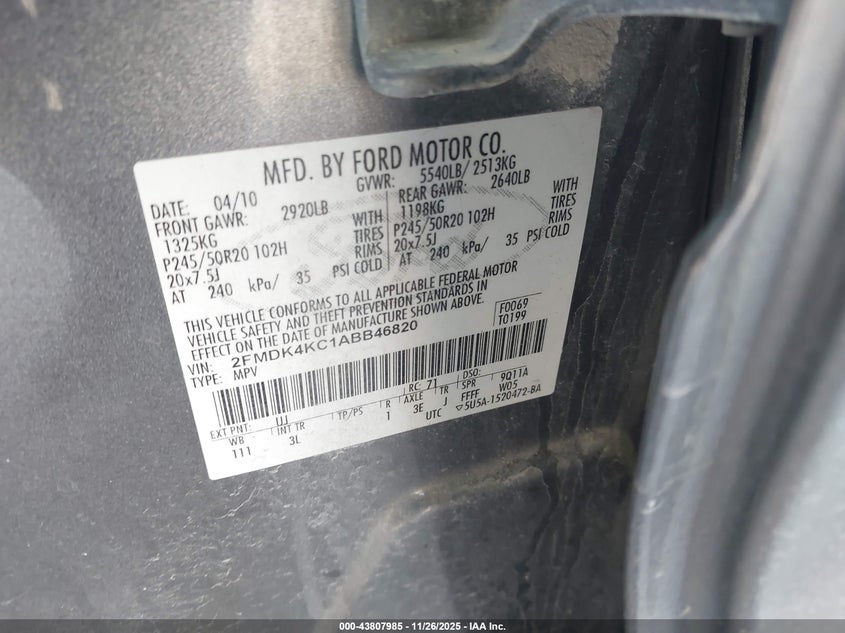 MFD. BY FORD MOTOR CO.
DATE: 04/10 GVWR: 5540LB/ 2513KG
FRONT GAWR: 2920LB REAR GAWR: 2640LB
1325KG WITH 1198KG WITH
P245/50R20 102H TIRES P245/50R20 102H TIRES
20x7.5J RIMS 20x7.5J RIMS
AT 240 kPa/ 35 PSI COLD AT 240 kPa/ 35 PSI COLD
THIS VEHICLE CONFORMS TO ALL APPLICABLE FEDERAL MOTOR
VEHICLE SAFETY AND THEFT PREVENTION STANDARDS IN
EFFECT ON THE DATE OF MANUFACTURE SHOWN ABOVE.
VIN: 2FMDK4KC1ABB46820 F0069
TYPE: MPV T0199
EXT PNT: UJ RC: 71 DSO:
WB INT TR TP/PS R AXLE TR SPR 9Q11A
111 3L 1 3E J FFFF W05
UTC ▽5U5A-1520472-BA
000-43807985 11/26/2025 IAA Inc.